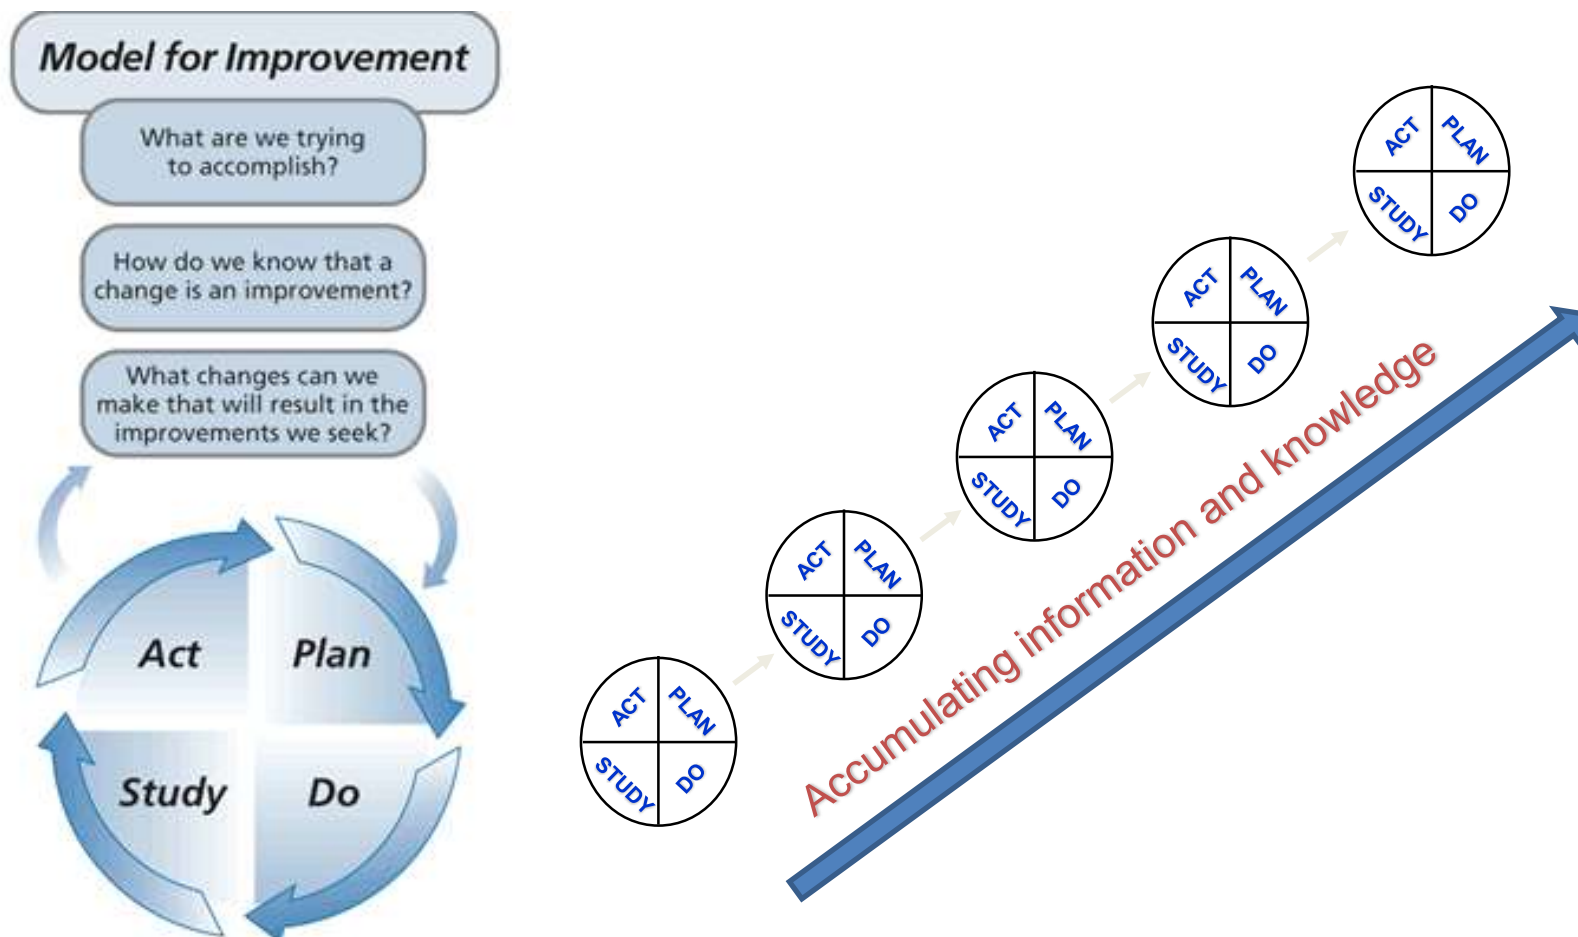 Model for Improvement
What are we trying
to accomplish?
How do we know that a
change is an improvement?
What changes can we
make that will result in the
improvements we seek?
Act
Plan
Study
Do
ACT
PLAN
STUDY
DO
ACT
PLAN
STUDY
DO
ACT
PLAN
STUDY
DO
ACT
PLAN
STUDY
DO
ACT
PLAN
STUDY
DO
Accumulating information and knowledge